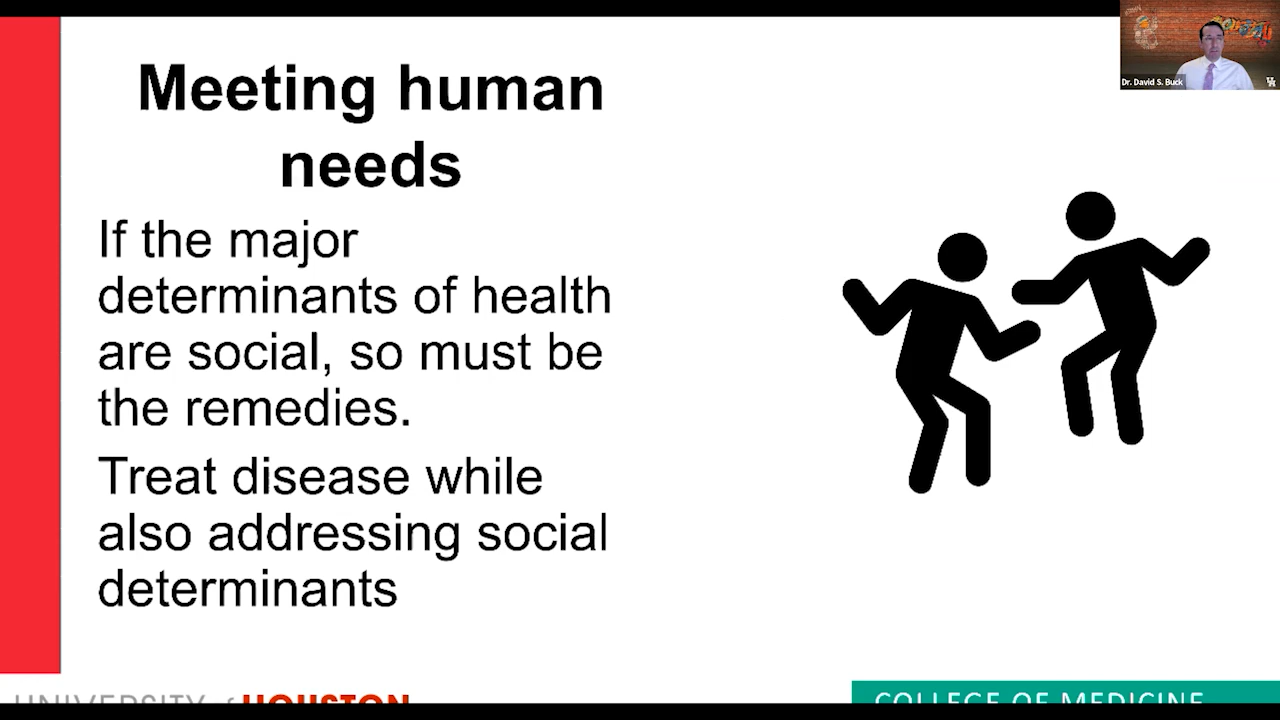 Meeting human
needs
If the major
determinants of health
are social, so must be
the remedies.
Treat disease while
also addressing social
determinants
Dr. David S. Buck
UNIVERSITY of HOUSTON
COLLEGE OF MEDICINE